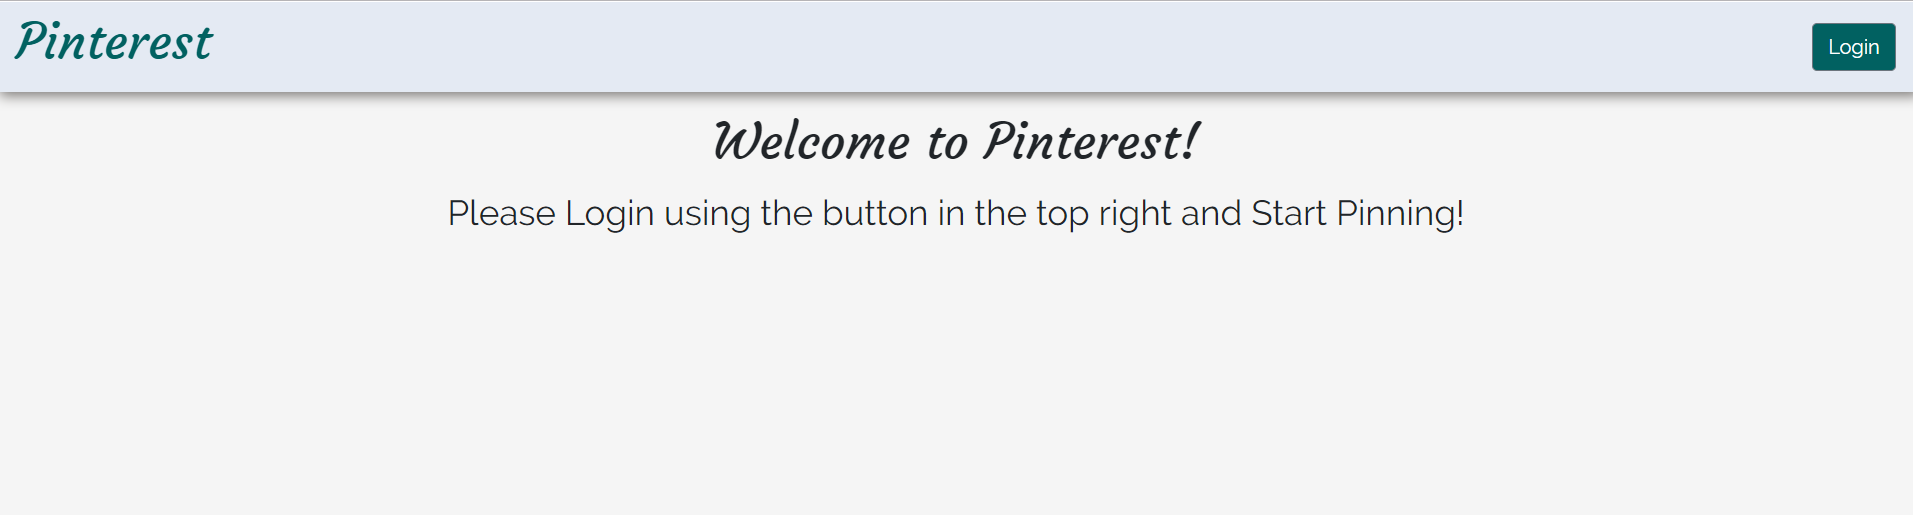 Pinterest
Login
Welcome to Pinterest!
Please Login using the button in the top right and Start Pinning!